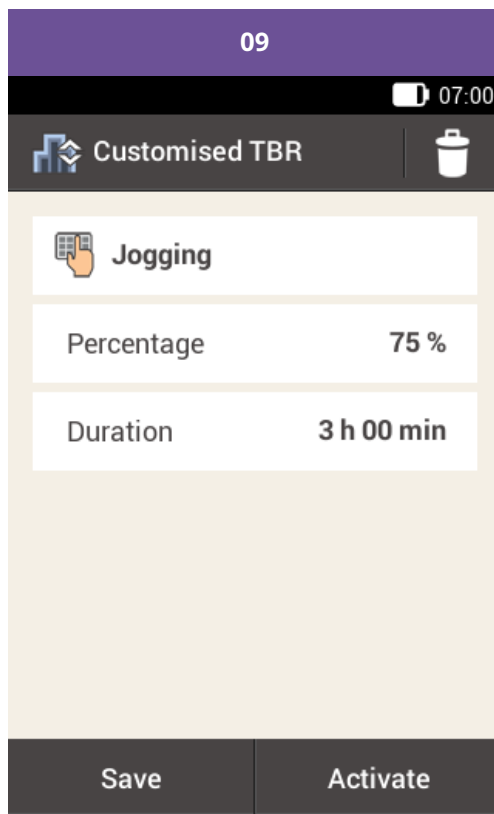 09
07:00
Customised TBR
Jogging
Percentage 75 %
Duration 3 h 00 min
Save Activate